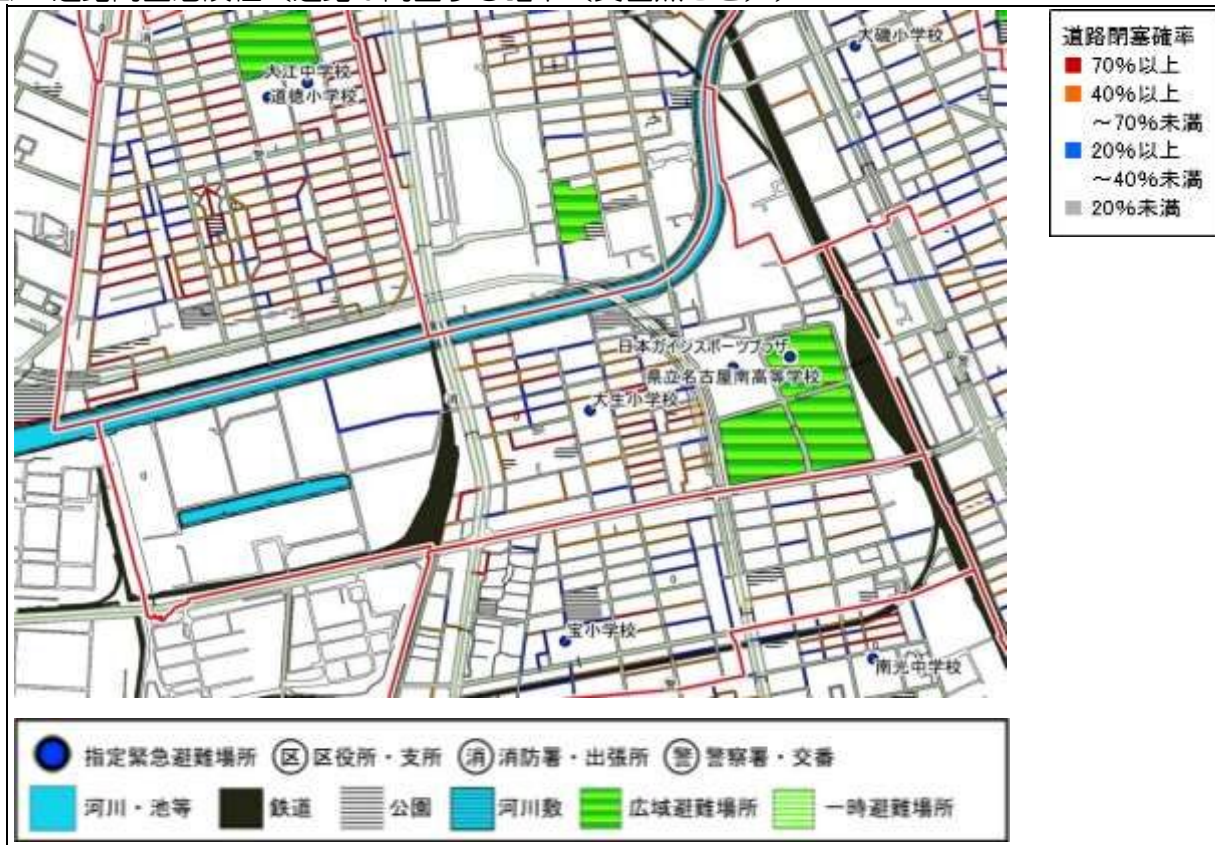 大磯小学校
大江中学校
道徳小学校
日本ガイシスポーツプラザ
県立名古屋南高等学校
大生小学校
宝小学校
南光中学校
道路閉塞確率
70%以上
40%以上
～70%未満
20%以上
～40%未満
20%未満
指定緊急避難場所 区 区役所・支所 消 消防署・出張所 警 警察署・交番
河川・池等 鉄道 公園 河川敷 広域避難場所 一時避難場所